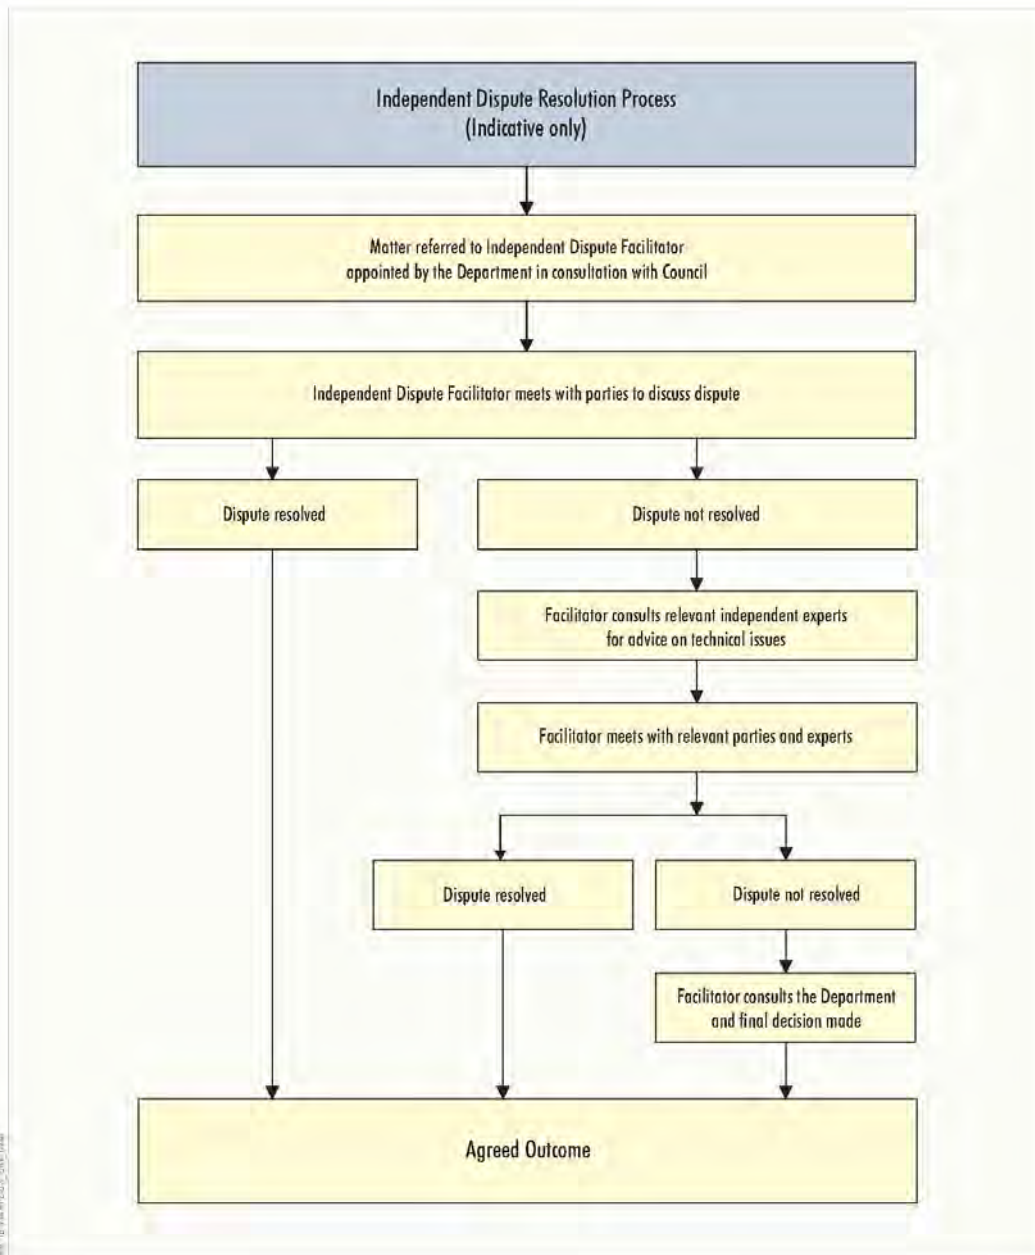 Independent Dispute Resolution Process
(Indicative only)
Matter referred to Independent Dispute Facilitator
appointed by the Department in consultation with Council
Independent Dispute Facilitator meets with parties to discuss dispute
Dispute resolved
Dispute not resolved
Facilitator consults relevant independent experts
for advice on technical issues
Facilitator meets with relevant parties and experts
Dispute resolved
Dispute not resolved
Facilitator consults the Department
and final decision made
Agreed Outcome